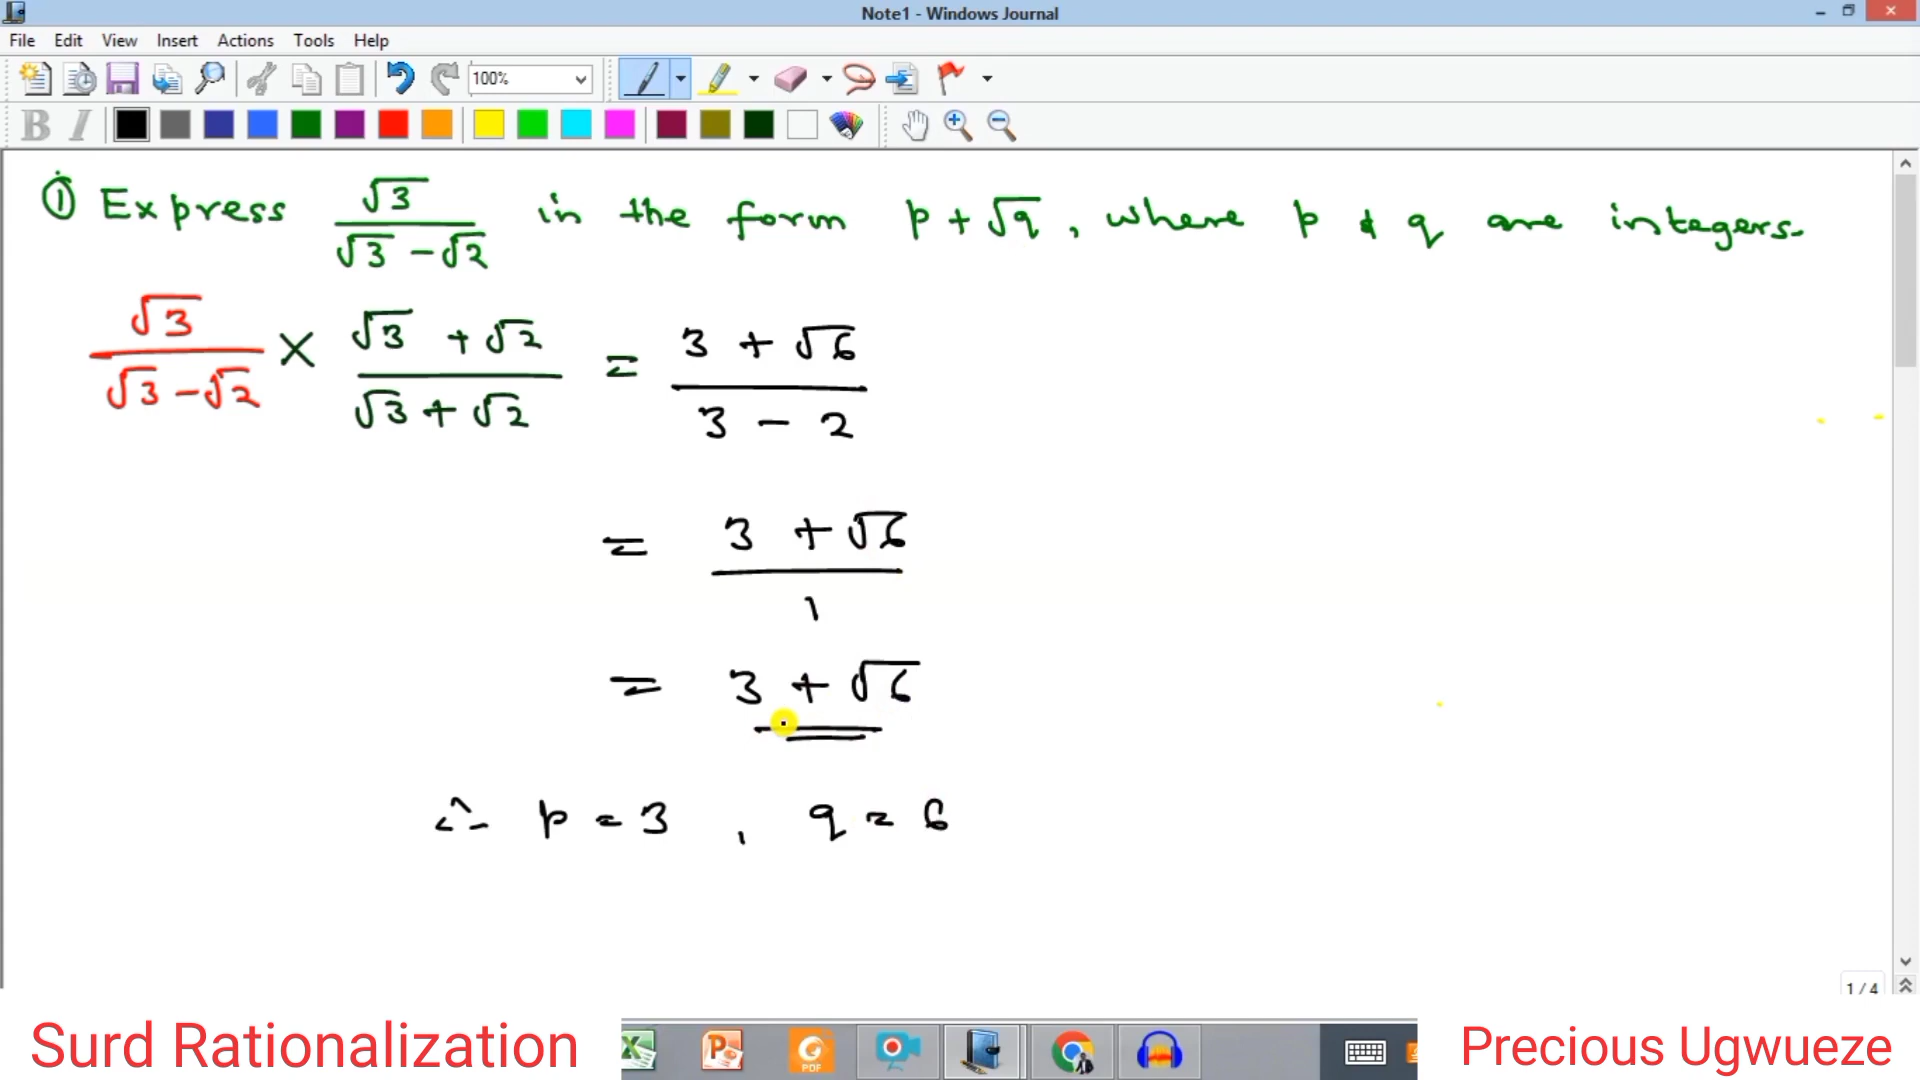 Note1 - Windows Journal
File Edit View Insert Actions Tools Help
100%
B I
① Express √3 / (√3 − √2) in the form p + √q, where p & q are integers.
√3 / (√3 − √2) × (√3 + √2) / (√3 + √2) = (3 + √6) / (3 − 2)
= (3 + √6) / 1
= 3 + √6
∴ p = 3 , q = 6
1 / 4
Surd Rationalization
PDF
Precious Ugwueze